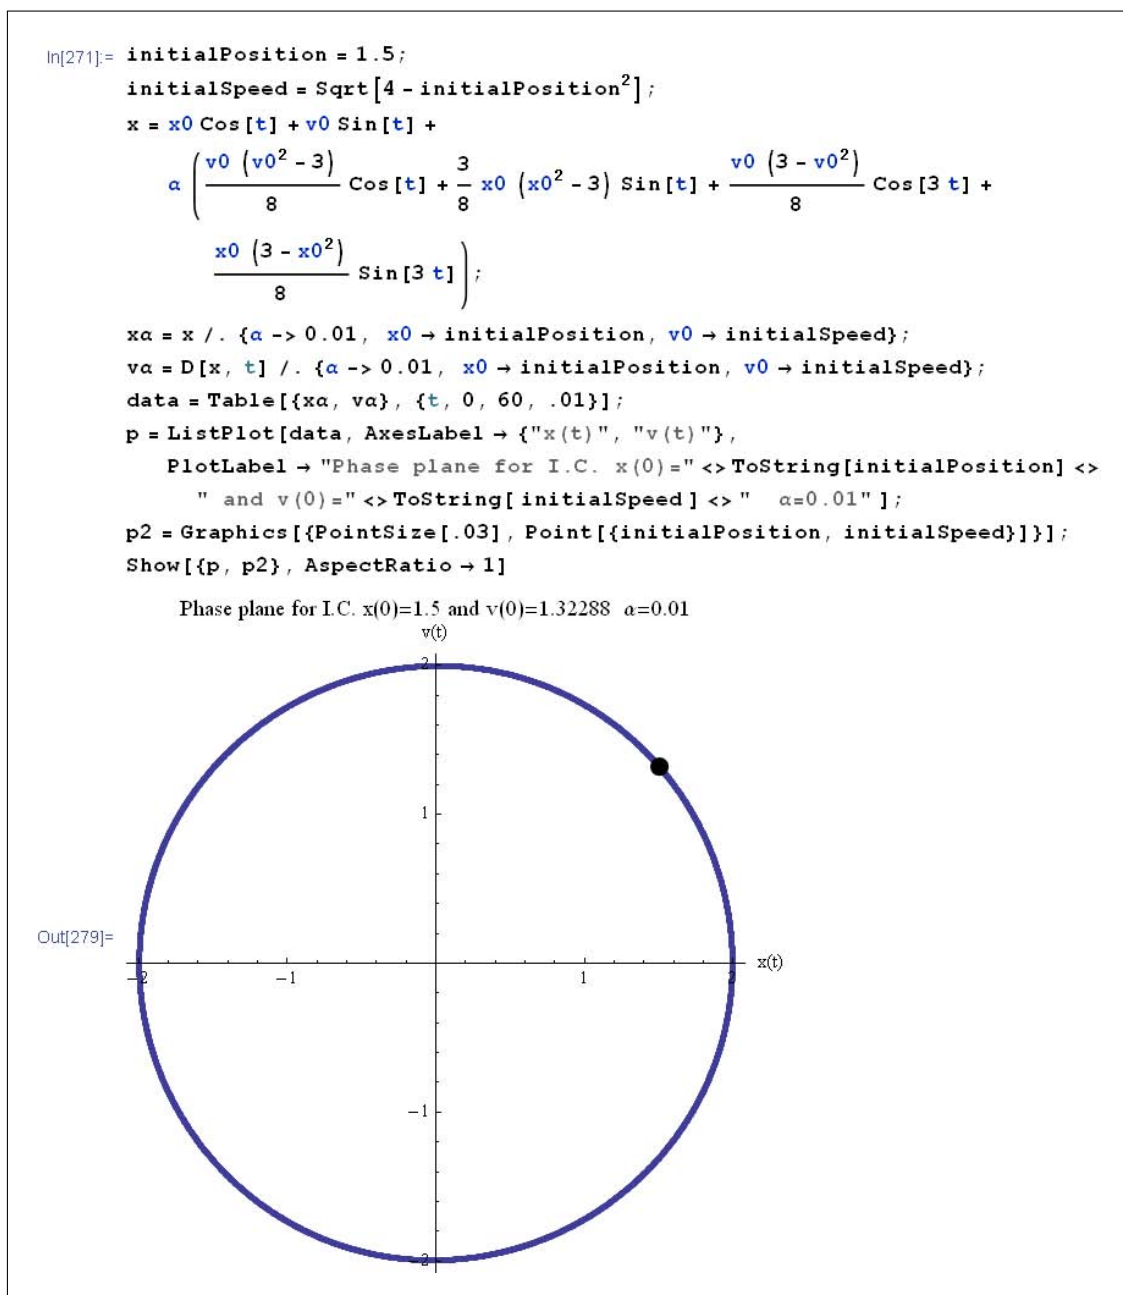 In[271]:= initialPosition = 1.5;
initialSpeed = Sqrt[4 - initialPosition^2];
x = x0 Cos[t] + v0 Sin[t] +
α (v0 (v0^2 - 3)/8 Cos[t] + 3/8 x0 (x0^2 - 3) Sin[t] + v0 (3 - v0^2)/8 Cos[3 t] +
x0 (3 - x0^2)/8 Sin[3 t]);
xα = x /. {α -> 0.01, x0 → initialPosition, v0 → initialSpeed};
vα = D[x, t] /. {α -> 0.01, x0 → initialPosition, v0 → initialSpeed};
data = Table[{xα, vα}, {t, 0, 60, .01}];
p = ListPlot[data, AxesLabel → {"x(t)", "v(t)"},
PlotLabel → "Phase plane for I.C. x(0)=" <> ToString[initialPosition] <>
" and v(0)=" <> ToString[ initialSpeed ] <> "  α=0.01" ];
p2 = Graphics[{PointSize[.03], Point[{initialPosition, initialSpeed}]}];
Show[{p, p2}, AspectRatio → 1]
Phase plane for I.C. x(0)=1.5 and v(0)=1.32288  α=0.01
v(t)
2
1
Out[279]=
-2 -1 1 2 x(t)
-1
-2